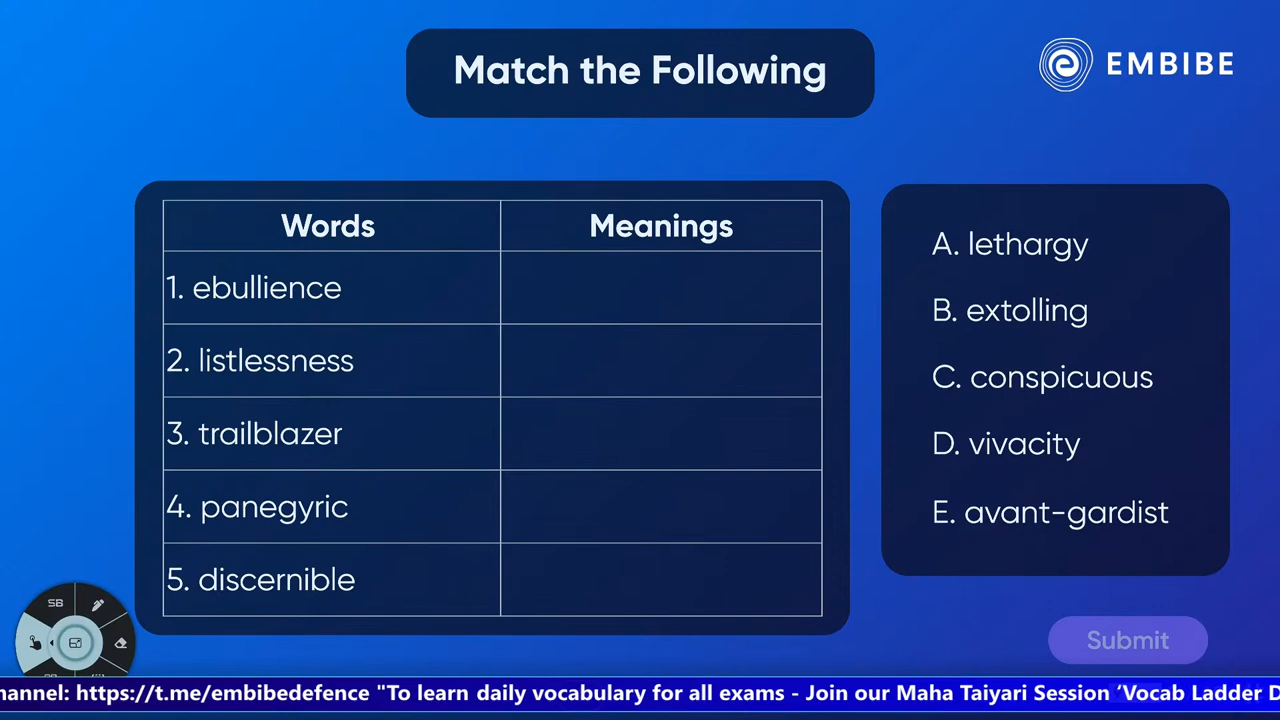 Match the Following
EMBIBE
Words Meanings
1. ebullience
2. listlessness
3. trailblazer
4. panegyric
5. discernible
A. lethargy
B. extolling
C. conspicuous
D. vivacity
E. avant-gardist
SB
Submit
hannel: https://t.me/embibedefence "To learn daily vocabulary for all exams - Join our Maha Taiyari Session ‘Vocab Ladder D